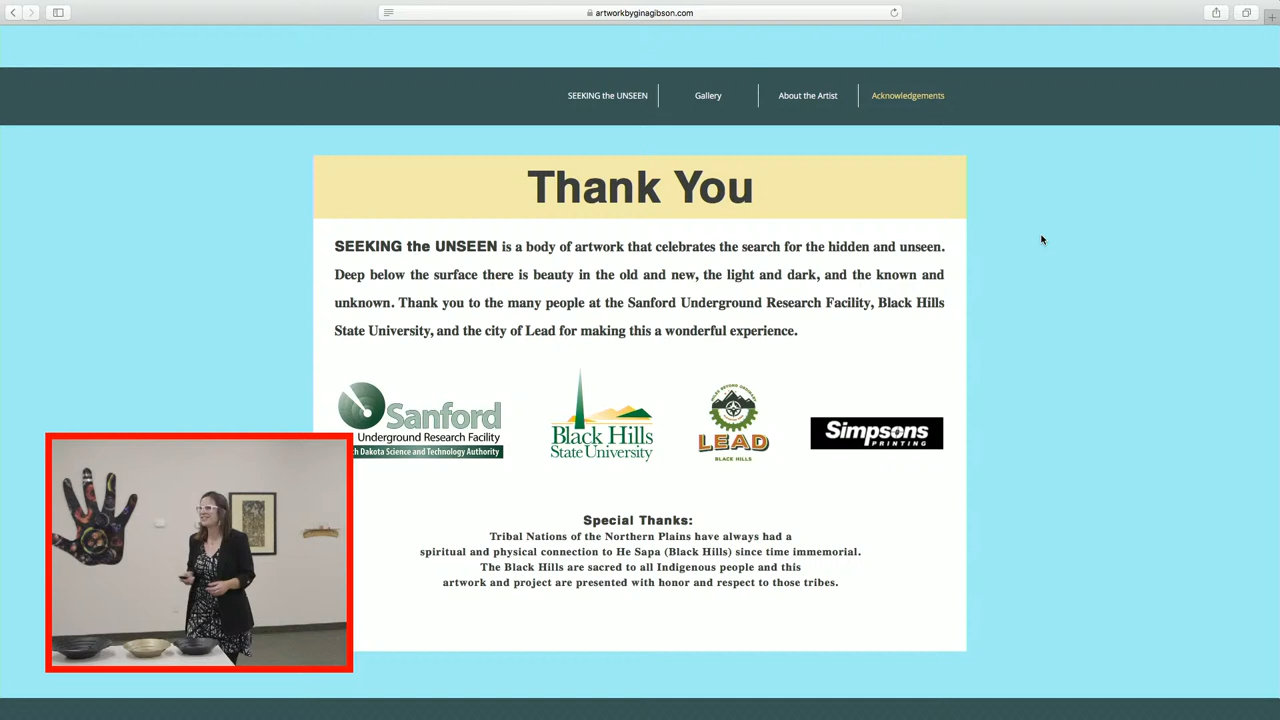 artworkbyginagibson.com
SEEKING the UNSEEN
Gallery
About the Artist
Acknowledgements
Thank You
SEEKING the UNSEEN is a body of artwork that celebrates the search for the hidden and unseen.
Deep below the surface there is beauty in the old and new, the light and dark, and the known and
unknown. Thank you to the many people at the Sanford Underground Research Facility, Black Hills
State University, and the city of Lead for making this a wonderful experience.
Sanford
Underground Research Facility
Dakota Science and Technology Authority
Black Hills
State University
MILES BEYOND ORDINARY
LEAD
BLACK HILLS
Simpsons
PRINTING
Special Thanks:
Tribal Nations of the Northern Plains have always had a
spiritual and physical connection to He Sapa (Black Hills) since time immemorial.
The Black Hills are sacred to all Indigenous people and this
artwork and project are presented with honor and respect to those tribes.